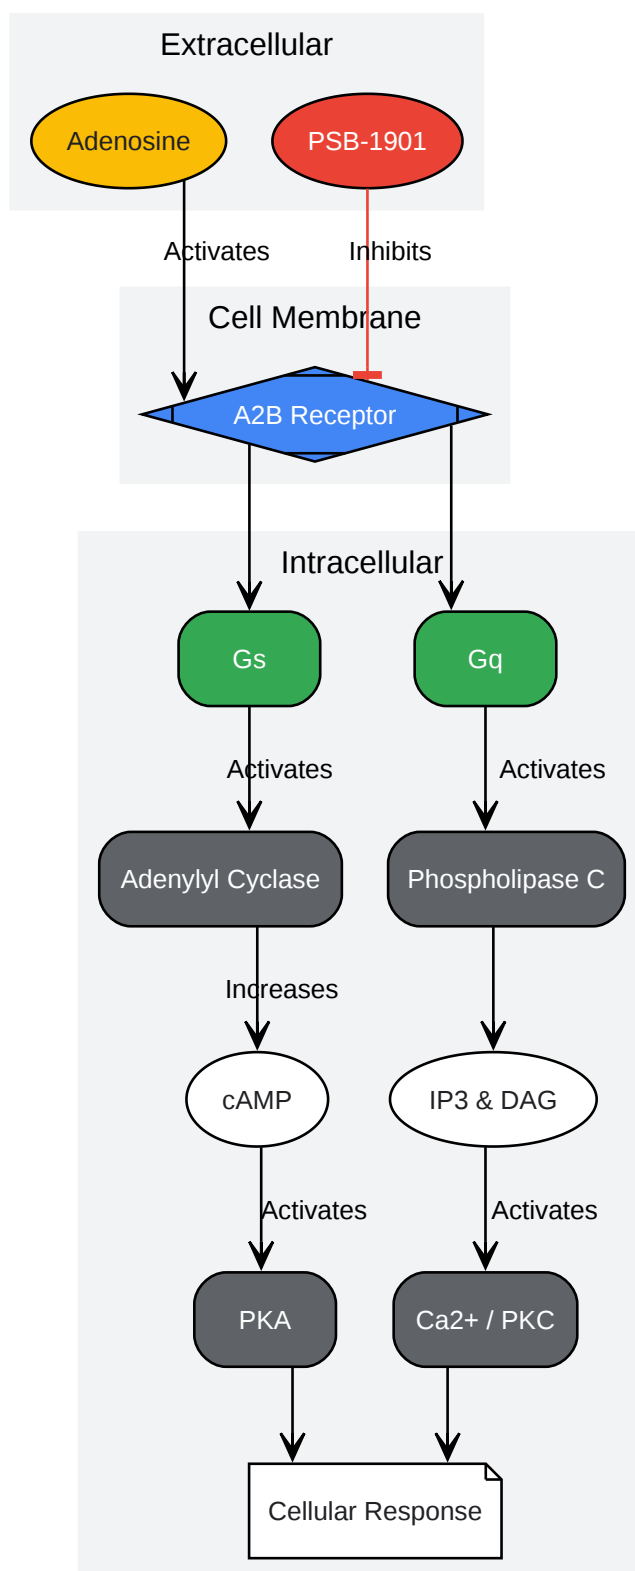 Extracellular
Adenosine
PSB-1901
Activates
Inhibits
Cell Membrane
A2B Receptor
Intracellular
Gs
Gq
Activates
Activates
Adenylyl Cyclase
Phospholipase C
Increases
cAMP
IP3 & DAG
Activates
Activates
PKA
Ca2+ / PKC
Cellular Response